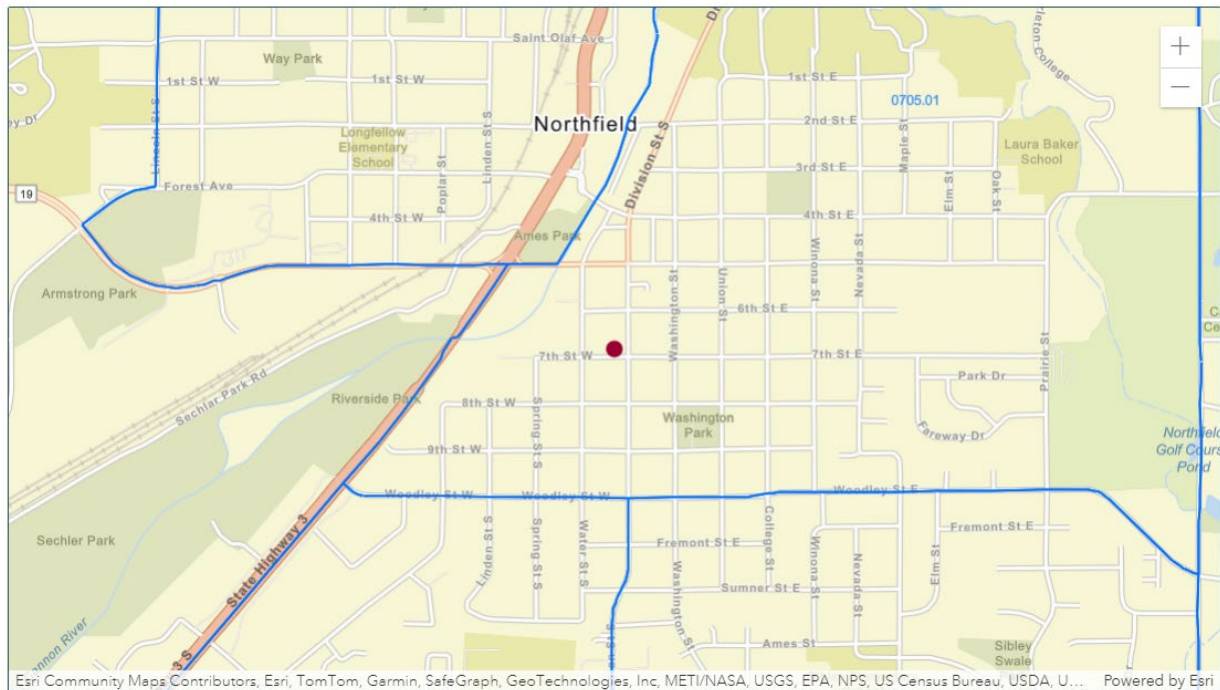 Saint Olaf Ave
Way Park
1st St W
1st St W
1st St E
0705.01
Lincoln St S
Longfellow
Elementary
School
Linden St S
Northfield
2nd St E
Maple St
Laura Baker
School
3rd St E
Division St S
Forest Ave
19
Poplar St
Elm St
Oak St
4th St W
4th St E
Ames Park
Armstrong Park
Washington St
Union St
Winona St
Nevada St
6th St E
7th St W
7th St E
Prairie St
Park Dr
Sechlar Park Rd
Riverside Park
8th St W
Spring St S
Washington
Park
Fareway Dr
9th St W
Northfield
Golf Course
Pond
Woodley St W
Woodley St W
Woodley St E
Sechler Park
State Highway 3
Linden St S
Spring St S
Water St S
Fremont St E
College St
Winona St
Nevada St
Elm St
Fremont St E
Washington St
Sumner St E
Ames St
Sibley
Swale
3 S
Esri Community Maps Contributors, Esri, TomTom, Garmin, SafeGraph, GeoTechnologies, Inc, METI/NASA, USGS, EPA, NPS, US Census Bureau, USDA, U...
Powered by Esri